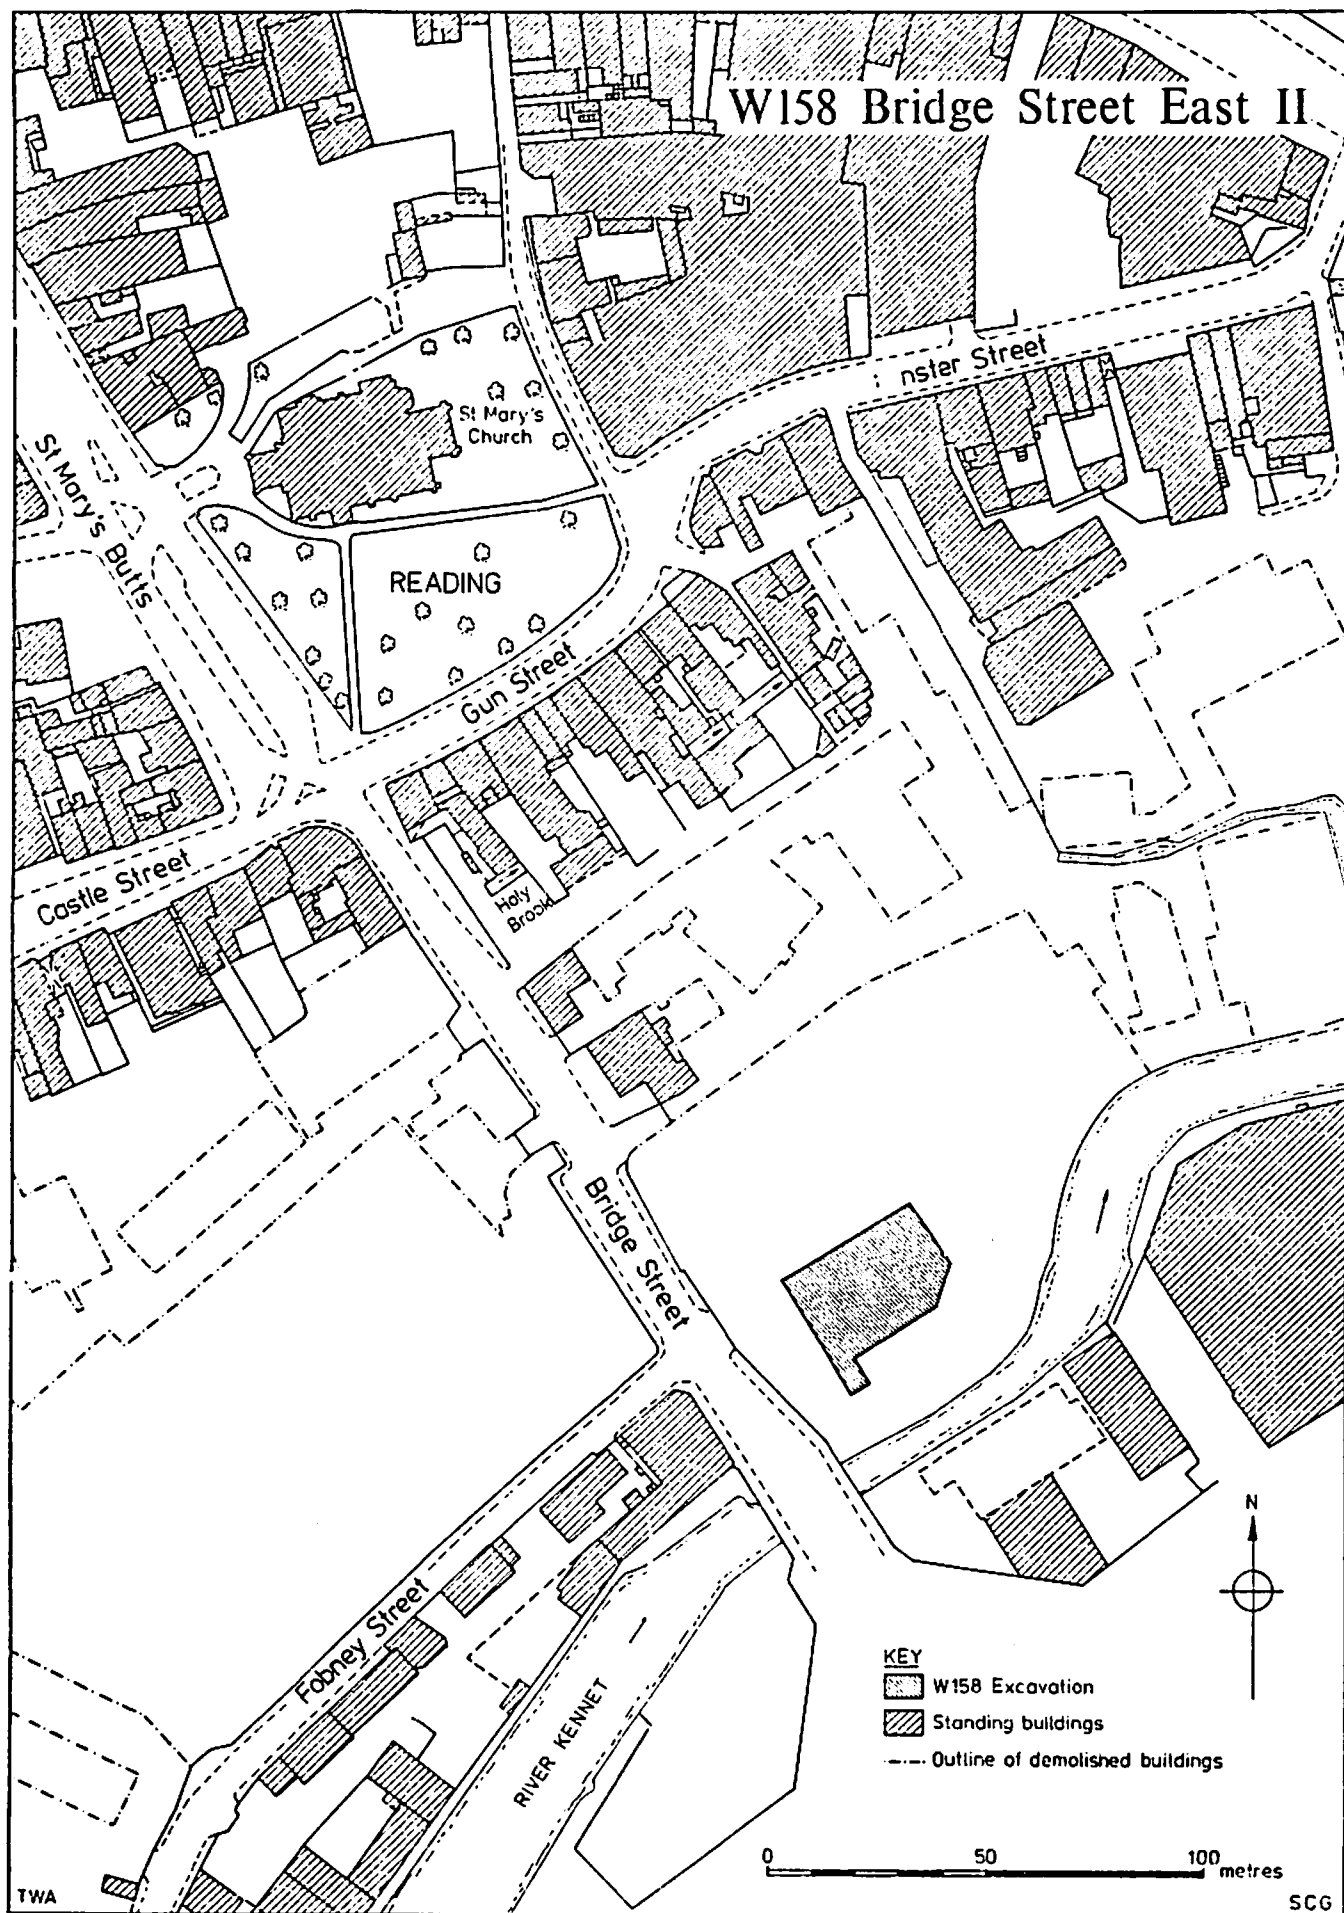 W158 Bridge Street East II
nster Street
St Mary's
Church
St Mary's Butts
READING
Gun Street
Castle Street
Holy
Brook
Bridge Street
Fobney Street
RIVER KENNET
N
KEY
W158 Excavation
Standing buildings
Outline of demolished buildings
0 50 100 metres
TWA
SCG